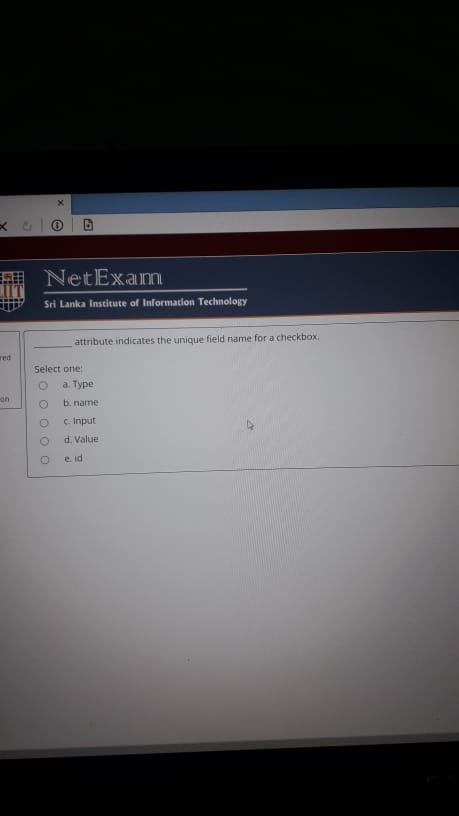 NetExam
Sri Lanka Institute of Information Technology
________ attribute indicates the unique field name for a checkbox.
red
Select one:
a. Type
on
b. name
c. Input
d. Value
e. id